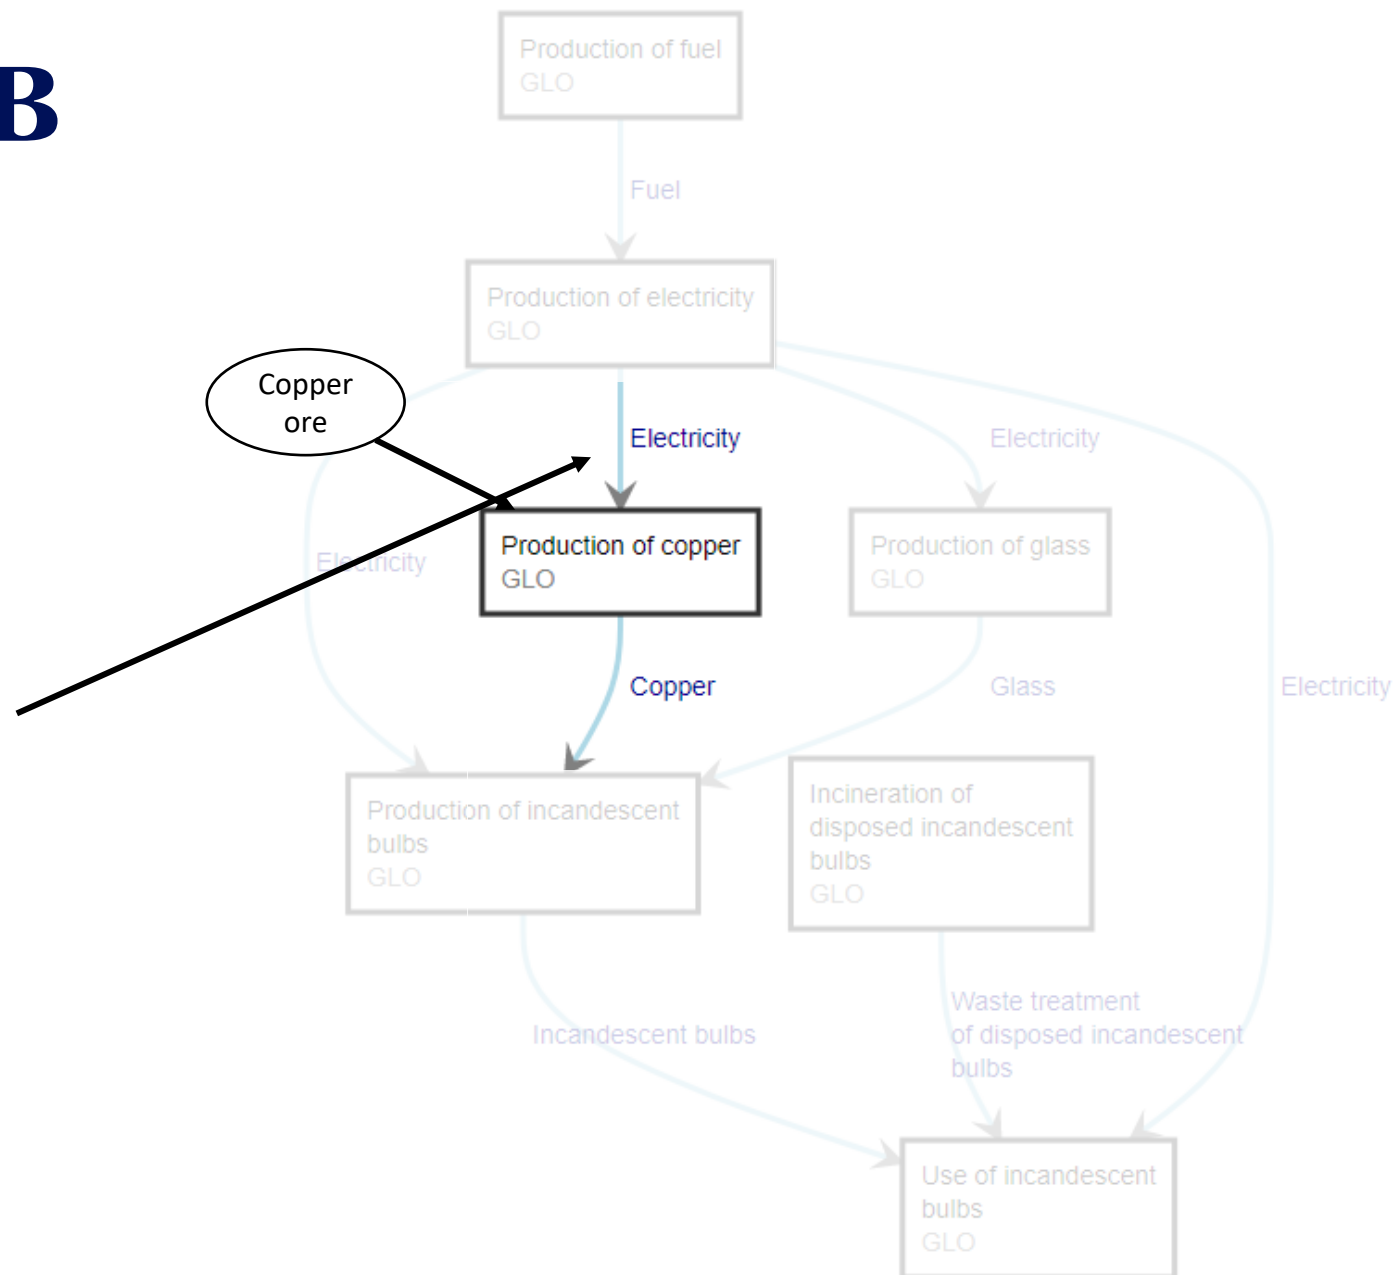 B
Production of fuel
GLO
Fuel
Production of electricity
GLO
Copper
ore
Electricity
Electricity
Production of copper
GLO
Production of glass
GLO
Electricity
Copper
Glass
Electricity
Production of incandescent
bulbs
GLO
Incineration of
disposed incandescent
bulbs
GLO
Incandescent bulbs
Waste treatment
of disposed incandescent
bulbs
Use of incandescent
bulbs
GLO